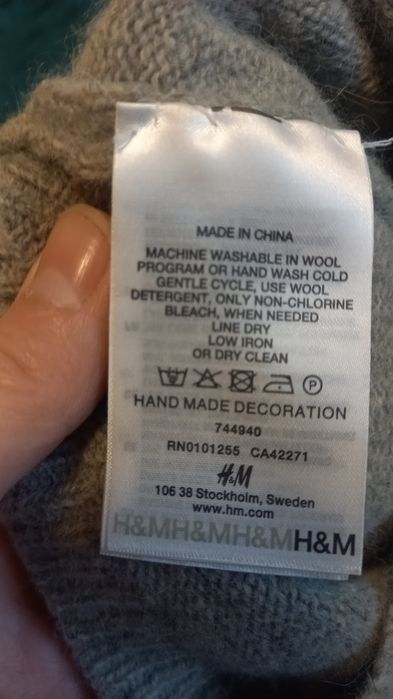 MADE IN CHINA
MACHINE WASHABLE IN WOOL
PROGRAM OR HAND WASH COLD
GENTLE CYCLE, USE WOOL
DETERGENT, ONLY NON-CHLORINE
BLEACH, WHEN NEEDED
LINE DRY
LOW IRON
OR DRY CLEAN
P
HAND MADE DECORATION
744940
RN0101255 CA42271
H&M
106 38 Stockholm, Sweden
www.hm.com
H&MH&MH&MH&M